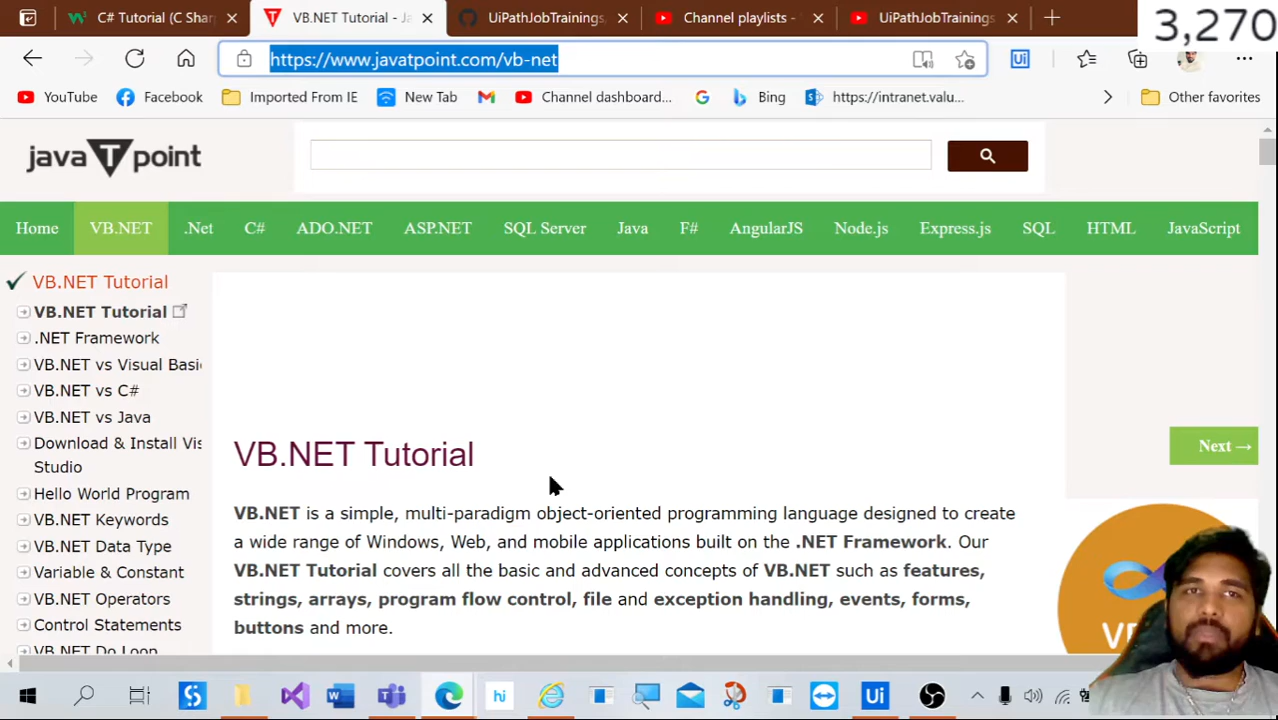 C# Tutorial (C Shar
VB.NET Tutorial - Ja
UiPathJobTrainings,
Channel playlists -
UiPathJobTrainings
3,270
https://www.javatpoint.com/vb-net
Ui
YouTube
Facebook
Imported From IE
New Tab
Channel dashboard...
Bing
https://intranet.valu...
Other favorites
java T point
Home
VB.NET
.Net
C#
ADO.NET
ASP.NET
SQL Server
Java
F#
AngularJS
Node.js
Express.js
SQL
HTML
JavaScript
VB.NET Tutorial
VB.NET Tutorial
.NET Framework
VB.NET vs Visual Basi
VB.NET vs C#
VB.NET vs Java
Download & Install Vis
Studio
Hello World Program
VB.NET Keywords
VB.NET Data Type
Variable & Constant
VB.NET Operators
Control Statements
VB.NET Do Loop
VB.NET Tutorial
Next →
VB.NET is a simple, multi-paradigm object-oriented programming language designed to create
a wide range of Windows, Web, and mobile applications built on the .NET Framework. Our
VB.NET Tutorial covers all the basic and advanced concepts of VB.NET such as features,
strings, arrays, program flow control, file and exception handling, events, forms,
buttons and more.
hi
Ui